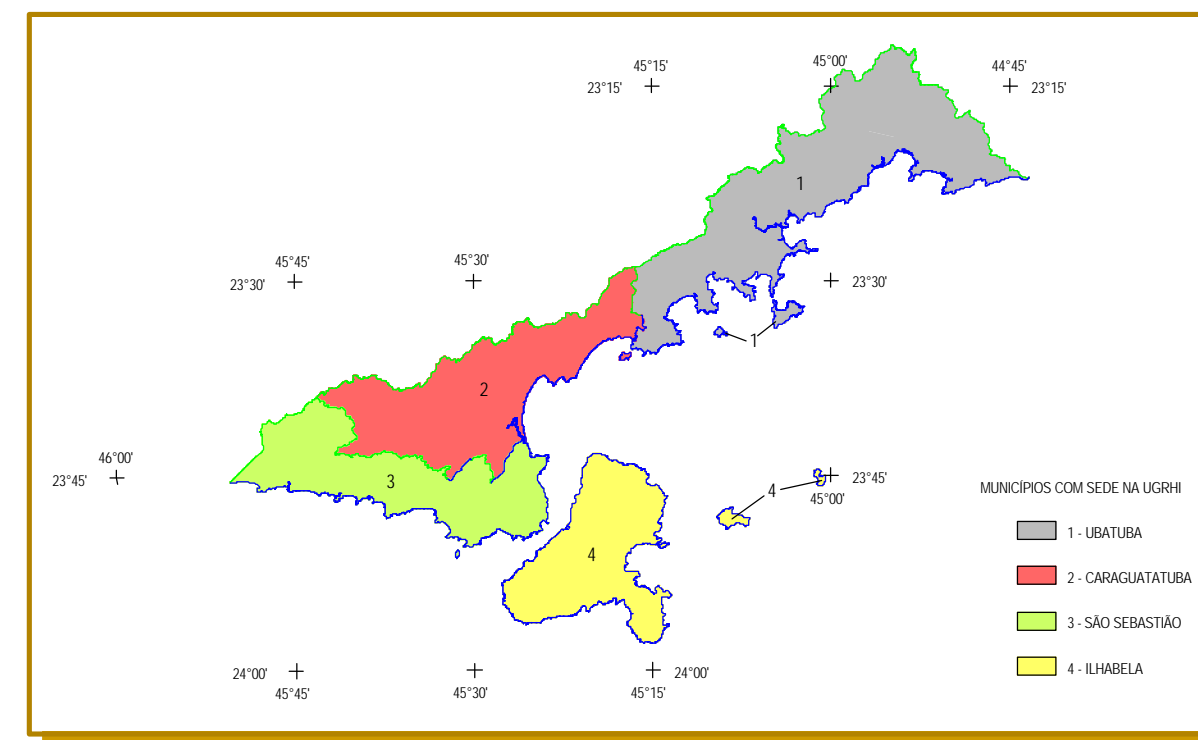 45°15' 45°00' 44°45'
23°15' 23°15'
1
45°45' 45°30'
23°30' 23°30'
1
2
46°00'
23°45' 3 4 23°45'
45°00'
MUNICÍPIOS COM SEDE NA UGRHI
1 - UBATUBA
4
2 - CARAGUATATUBA
3 - SÃO SEBASTIÃO
4 - ILHABELA
24°00' 24°00'
45°45' 45°30' 45°15'